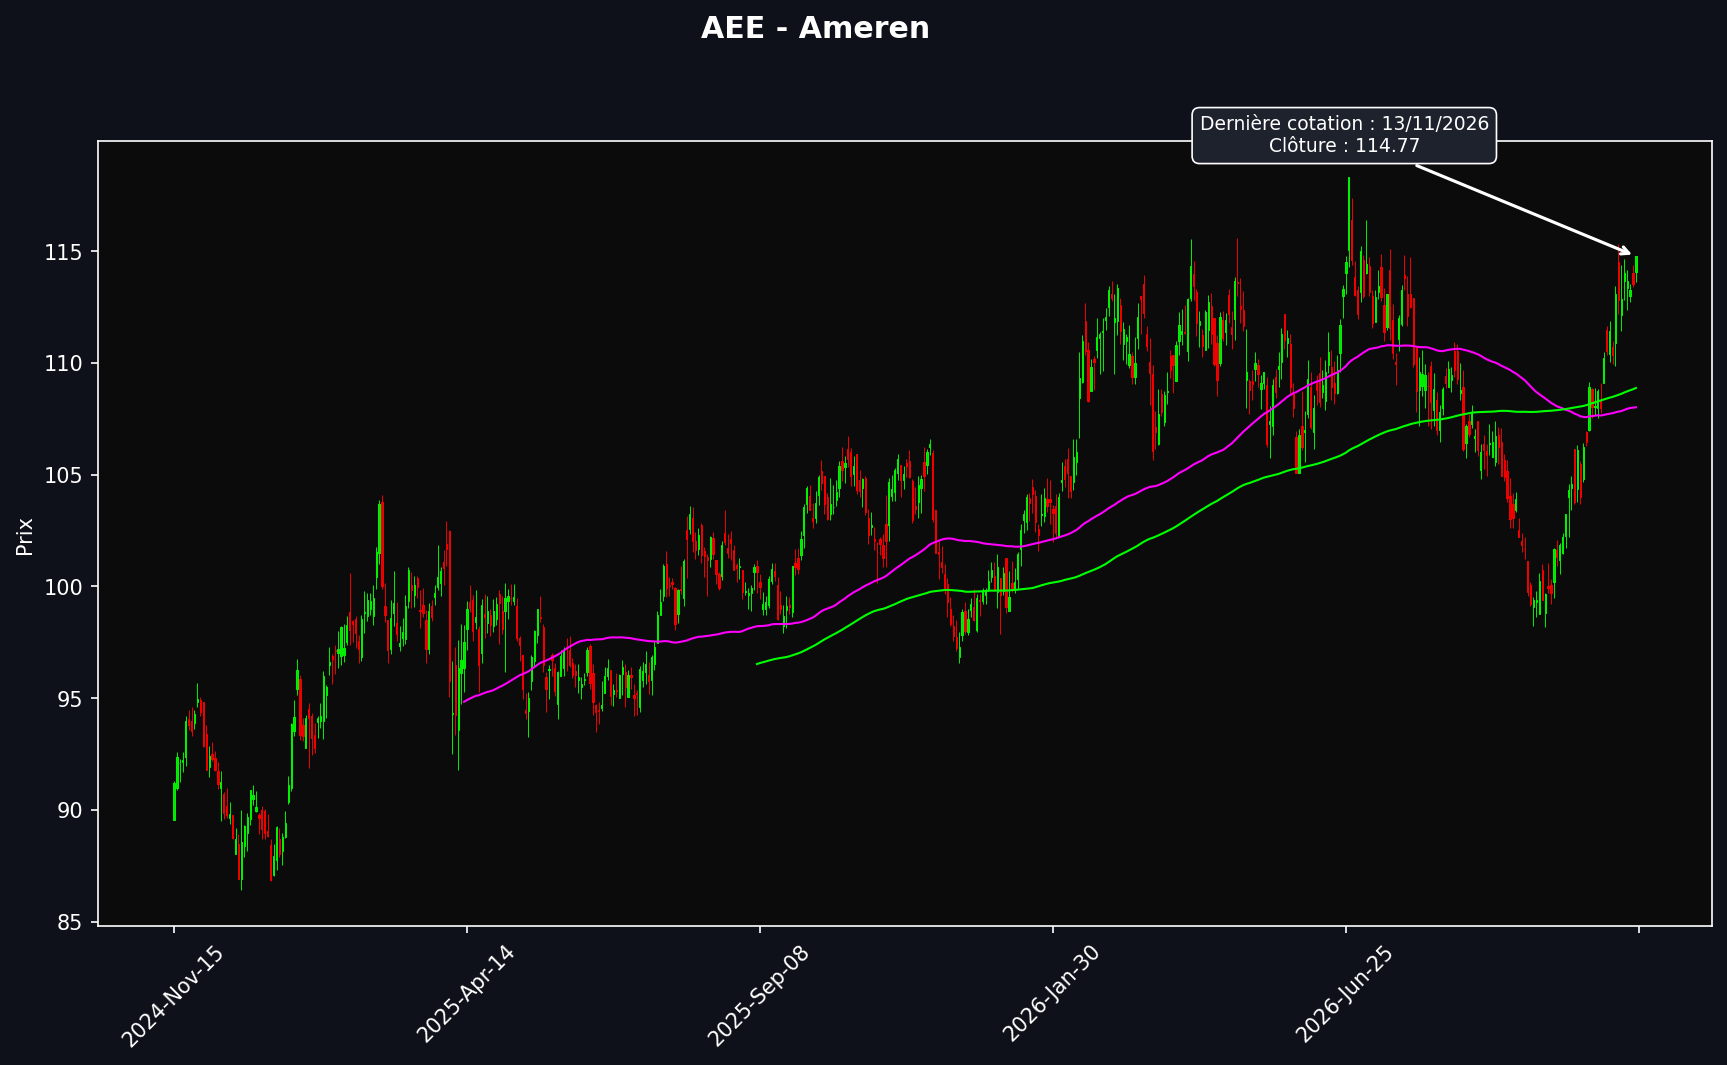 AEE - Ameren
Dernière cotation : 13/11/2026
Clôture : 114.77
Prix
115
110
105
100
95
90
85
2024-Nov-15
2025-Apr-14
2025-Sep-08
2026-Jan-30
2026-Jun-25